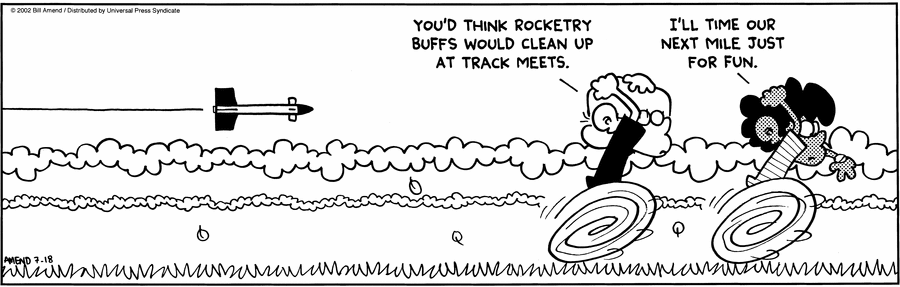 © 2002 Bill Amend / Distributed by Universal Press Syndicate
YOU'D THINK ROCKETRY
BUFFS WOULD CLEAN UP
AT TRACK MEETS.
I'LL TIME OUR
NEXT MILE JUST
FOR FUN.
AMEND 7.18